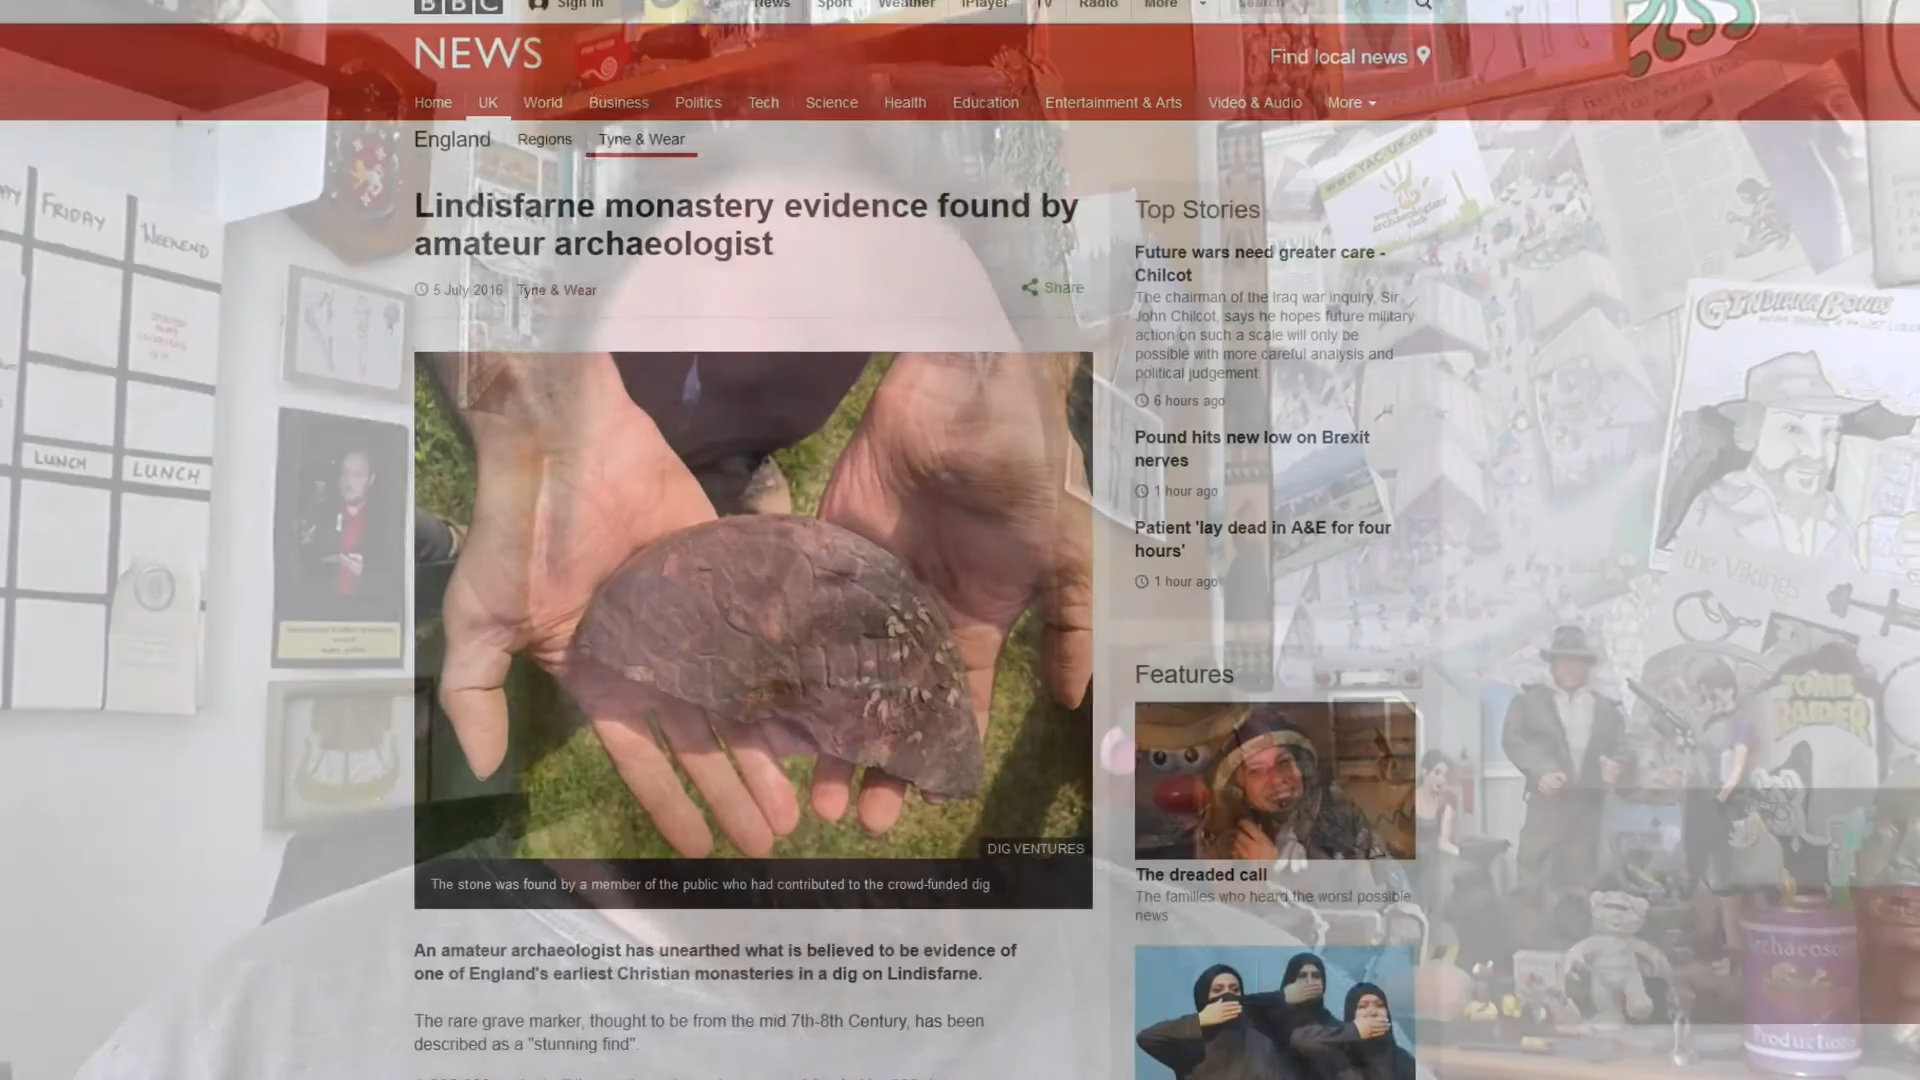 BBC Sign in News Sport Weather iPlayer TV Radio More Search
NEWS
Find local news
Home UK World Business Politics Tech Science Health Education Entertainment & Arts Video & Audio More
England Regions Tyne & Wear
Lindisfarne monastery evidence found by
amateur archaeologist
5 July 2016 Tyne & Wear
Share
DIG VENTURES
The stone was found by a member of the public who had contributed to the crowd-funded dig
An amateur archaeologist has unearthed what is believed to be evidence of
one of England's earliest Christian monasteries in a dig on Lindisfarne.
The rare grave marker, thought to be from the mid 7th-8th Century, has been
described as a "stunning find".
Top Stories
Future wars need greater care -
Chilcot
The chairman of the Iraq war inquiry, Sir
John Chilcot, says he hopes future military
action on such a scale will only be
possible with more careful analysis and
political judgement.
6 hours ago
Pound hits new low on Brexit
nerves
1 hour ago
Patient 'lay dead in A&E for four
hours'
1 hour ago
Features
The dreaded call
The families who heard the worst possible
news
FRIDAY
WEEKEND
LUNCH
LUNCH
www.YAC-UK.org
the Vikings
TOMB
RAIDER
Archaeoso
Productions